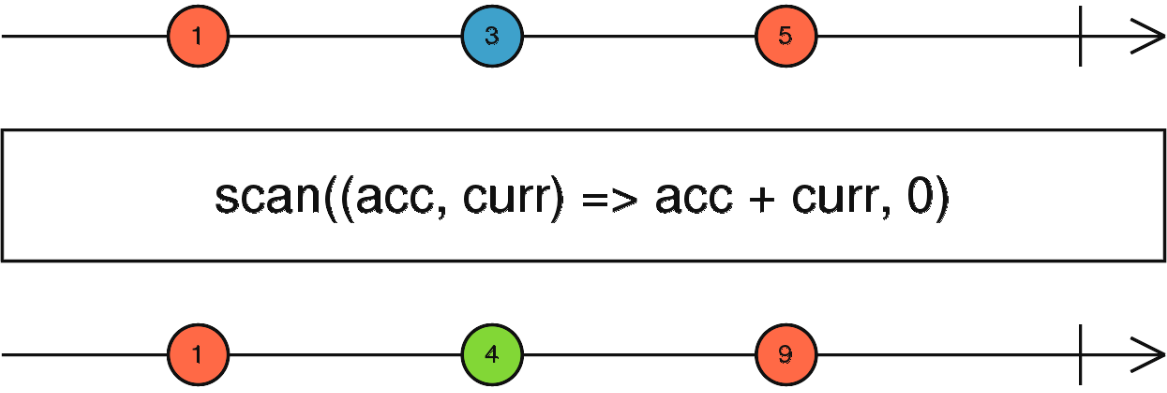 1 3 5
scan((acc, curr) => acc + curr, 0)
1 4 9